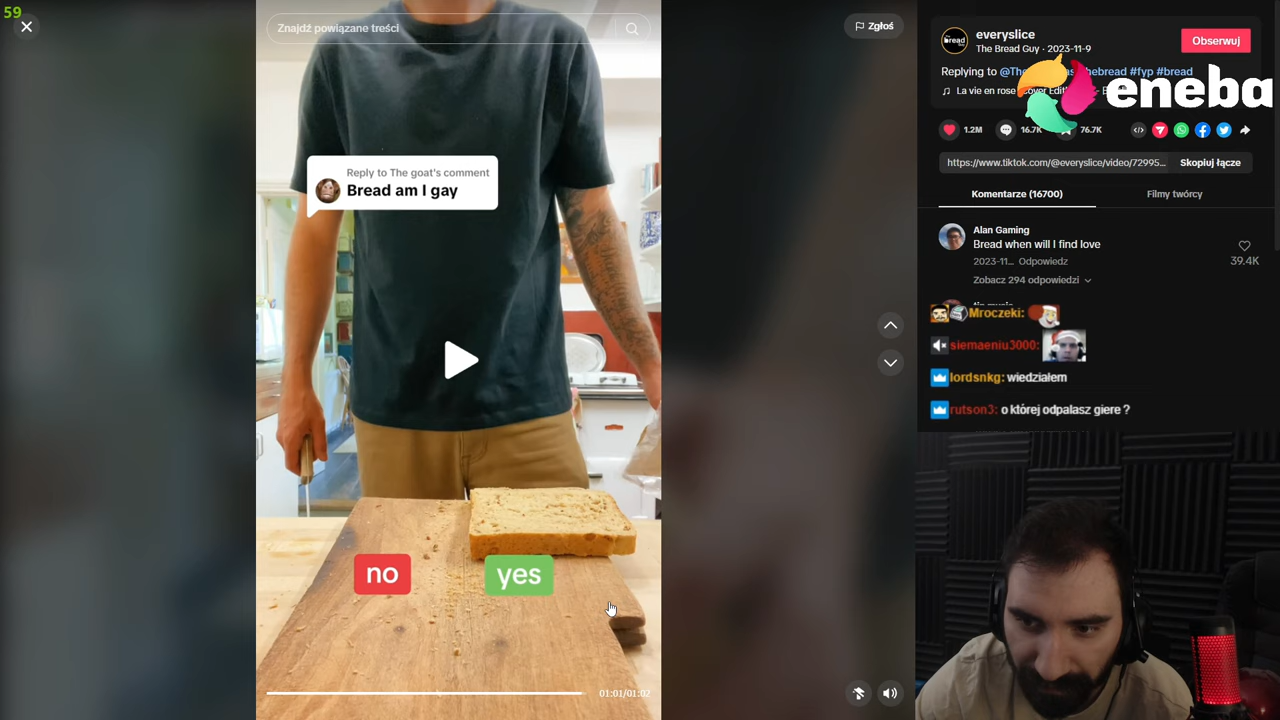 59
Znajdź powiązane treści
Zgłoś
Reply to The goat's comment
Bread am I gay
no
yes
01:01/01:02
everyslice
The Bread Guy · 2023-11-9
Obserwuj
Replying to @The
hebread #fyp #bread
La vie en rose
eneba
1.2M
16.7K
76.7K
https://www.tiktok.com/@everyslice/video/72995...
Skopiuj łącze
Komentarze (16700)
Filmy twórcy
Alan Gaming
Bread when will I find love
2023-11... Odpowiedz
39.4K
Zobacz 294 odpowiedzi
Mroczeki:
siemaeniu3000:
lordsnkg: wiedziałem
rutson3: o której odpalasz giere ?